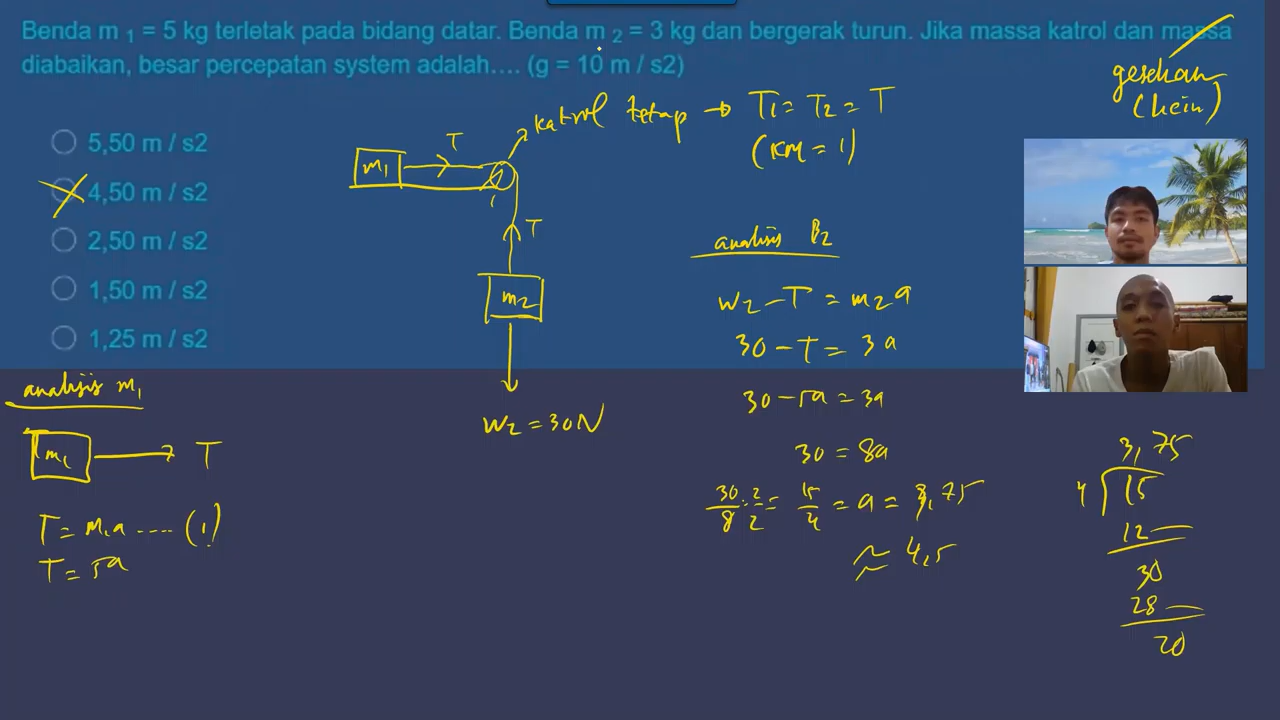 Benda m 1 = 5 kg terletak pada bidang datar. Benda m 2 = 3 kg dan bergerak turun. Jika massa katrol dan massa
diabaikan, besar percepatan system adalah.... (g = 10 m / s2)
gesekan
(licin)
5,50 m / s2
4,50 m / s2
2,50 m / s2
1,50 m / s2
1,25 m / s2
katrol tetap → T1 = T2 = T
(KM = 1)
m1
T
T
m2
W2 = 30N
analisis B2
W2 - T = m2 a
30 - T = 3a
30 - 5a = 3a
30 = 8a
30/8 : 2/2 = 15/4 = a = 3,75
≈ 4,5
analisis m1
m1 T
T = m1a .... (1)
T = 5a
3,75
4 15
12
30
28
20